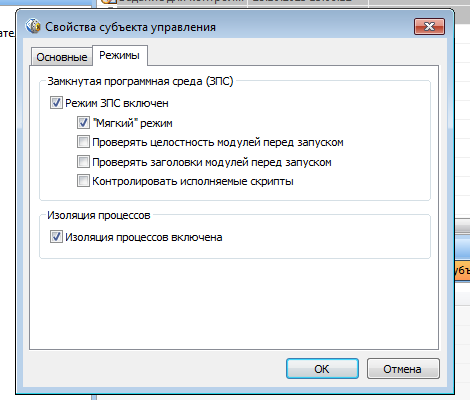 Свойства субъекта управления
Основные
Режимы
Замкнутая программная среда (ЗПС)
Режим ЗПС включен
"Мягкий" режим
Проверять целостность модулей перед запуском
Проверять заголовки модулей перед запуском
Контролировать исполняемые скрипты
Изоляция процессов
Изоляция процессов включена
OK
Отмена